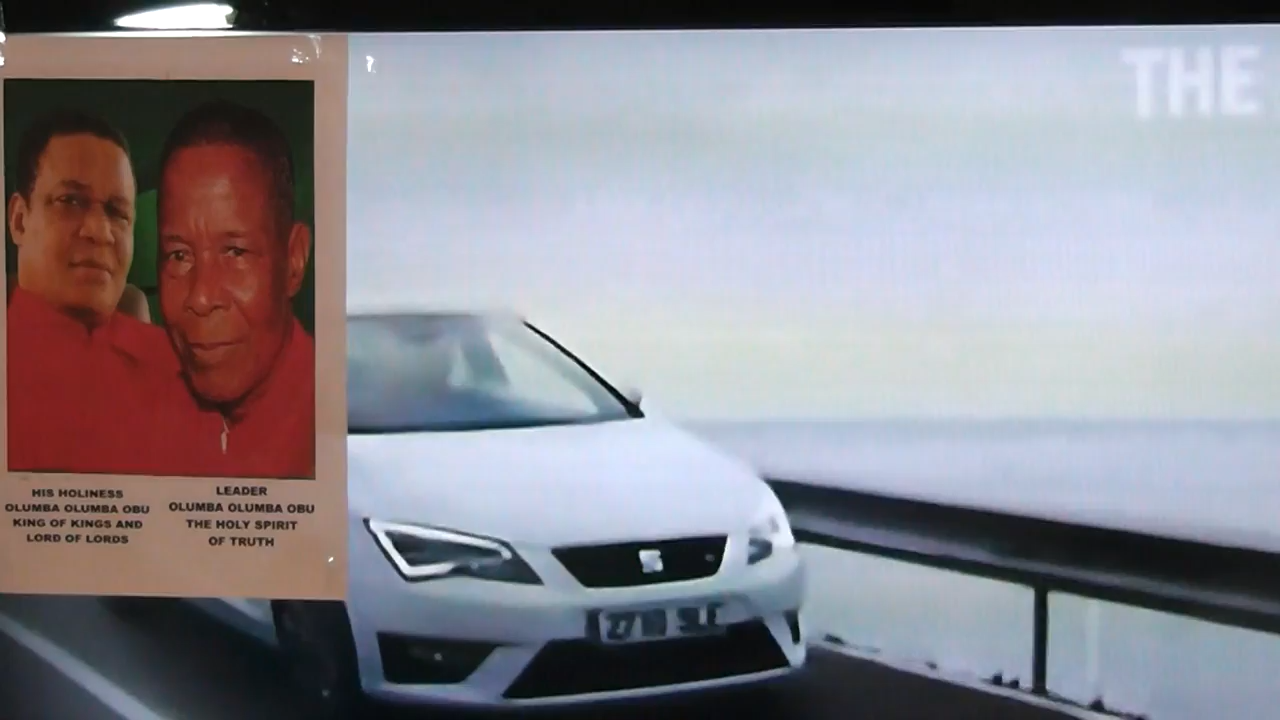 THE
HIS HOLINESS
OLUMBA OLUMBA OBU
KING OF KINGS AND
LORD OF LORDS
LEADER
OLUMBA OLUMBA OBU
THE HOLY SPIRIT
OF TRUTH